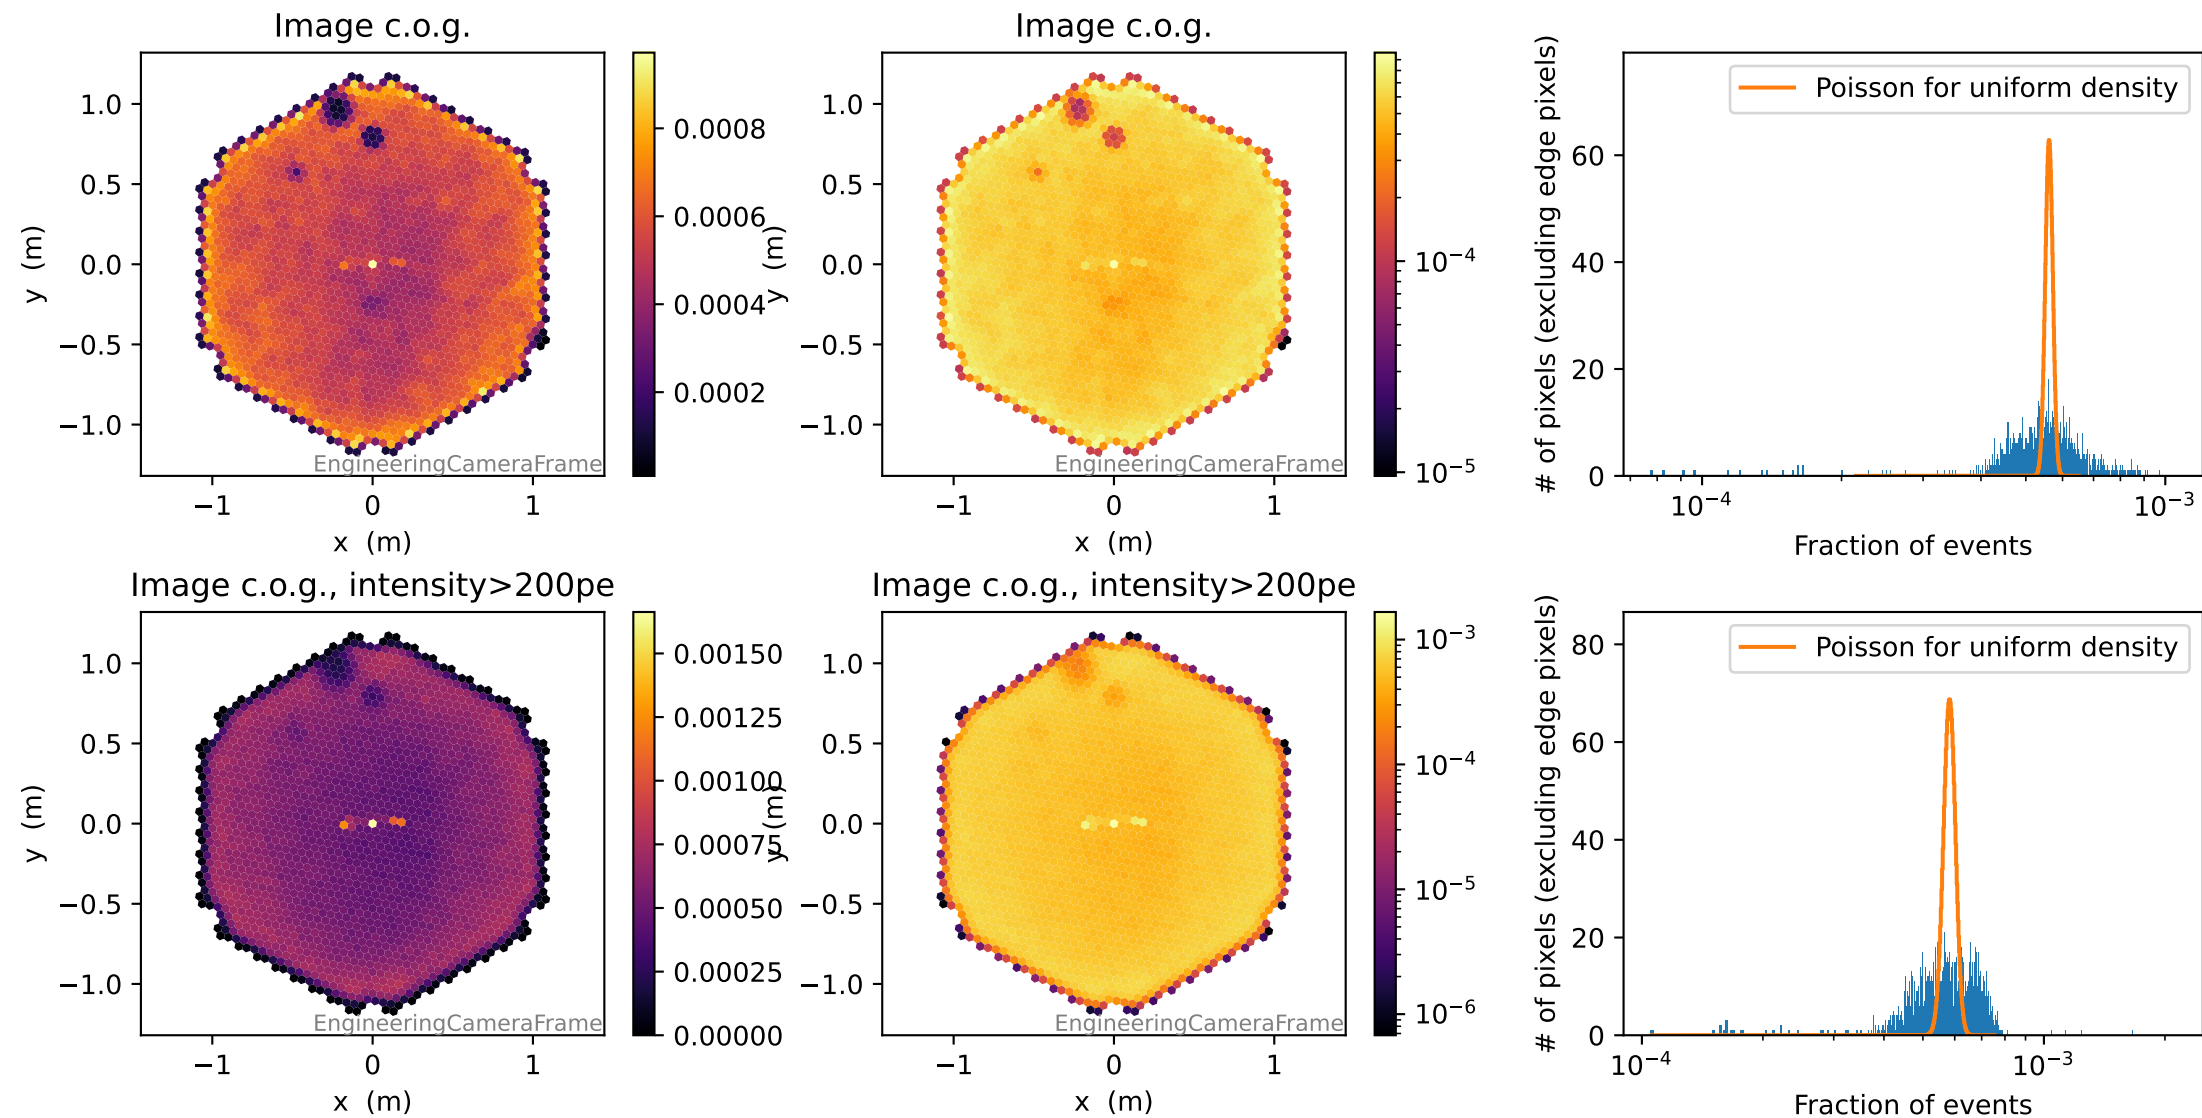 Image c.o.g.
1.0
0.5
0.0
−0.5
−1.0
y (m)
EngineeringCameraFrame
−1
0
1
x (m)
0.0008
0.0006
0.0004
0.0002
Image c.o.g.
1.0
0.5
0.0
−0.5
−1.0
y (m)
EngineeringCameraFrame
−1
0
1
x (m)
10−4
10−5
# of pixels (excluding edge pixels)
60
40
20
0
Poisson for uniform density
10−4
10−3
Fraction of events
Image c.o.g., intensity>200pe
1.0
0.5
0.0
−0.5
−1.0
y (m)
EngineeringCameraFrame
−1
0
1
x (m)
0.00150
0.00125
0.00100
0.00075
0.00050
0.00025
0.00000
Image c.o.g., intensity>200pe
1.0
0.5
0.0
−0.5
−1.0
y (m)
EngineeringCameraFrame
−1
0
1
x (m)
10−3
10−4
10−5
10−6
# of pixels (excluding edge pixels)
80
60
40
20
0
Poisson for uniform density
10−4
10−3
Fraction of events